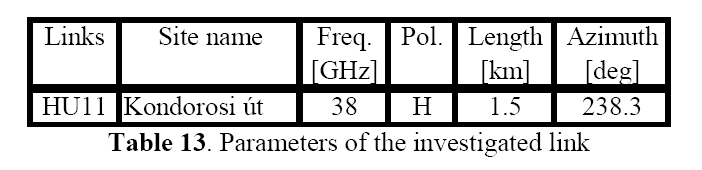 Links Site name Freq. [GHz] Pol. Length [km] Azimuth [deg]
HU11 Kondorosi út 38 H 1.5 238.3
Table 13. Parameters of the investigated link